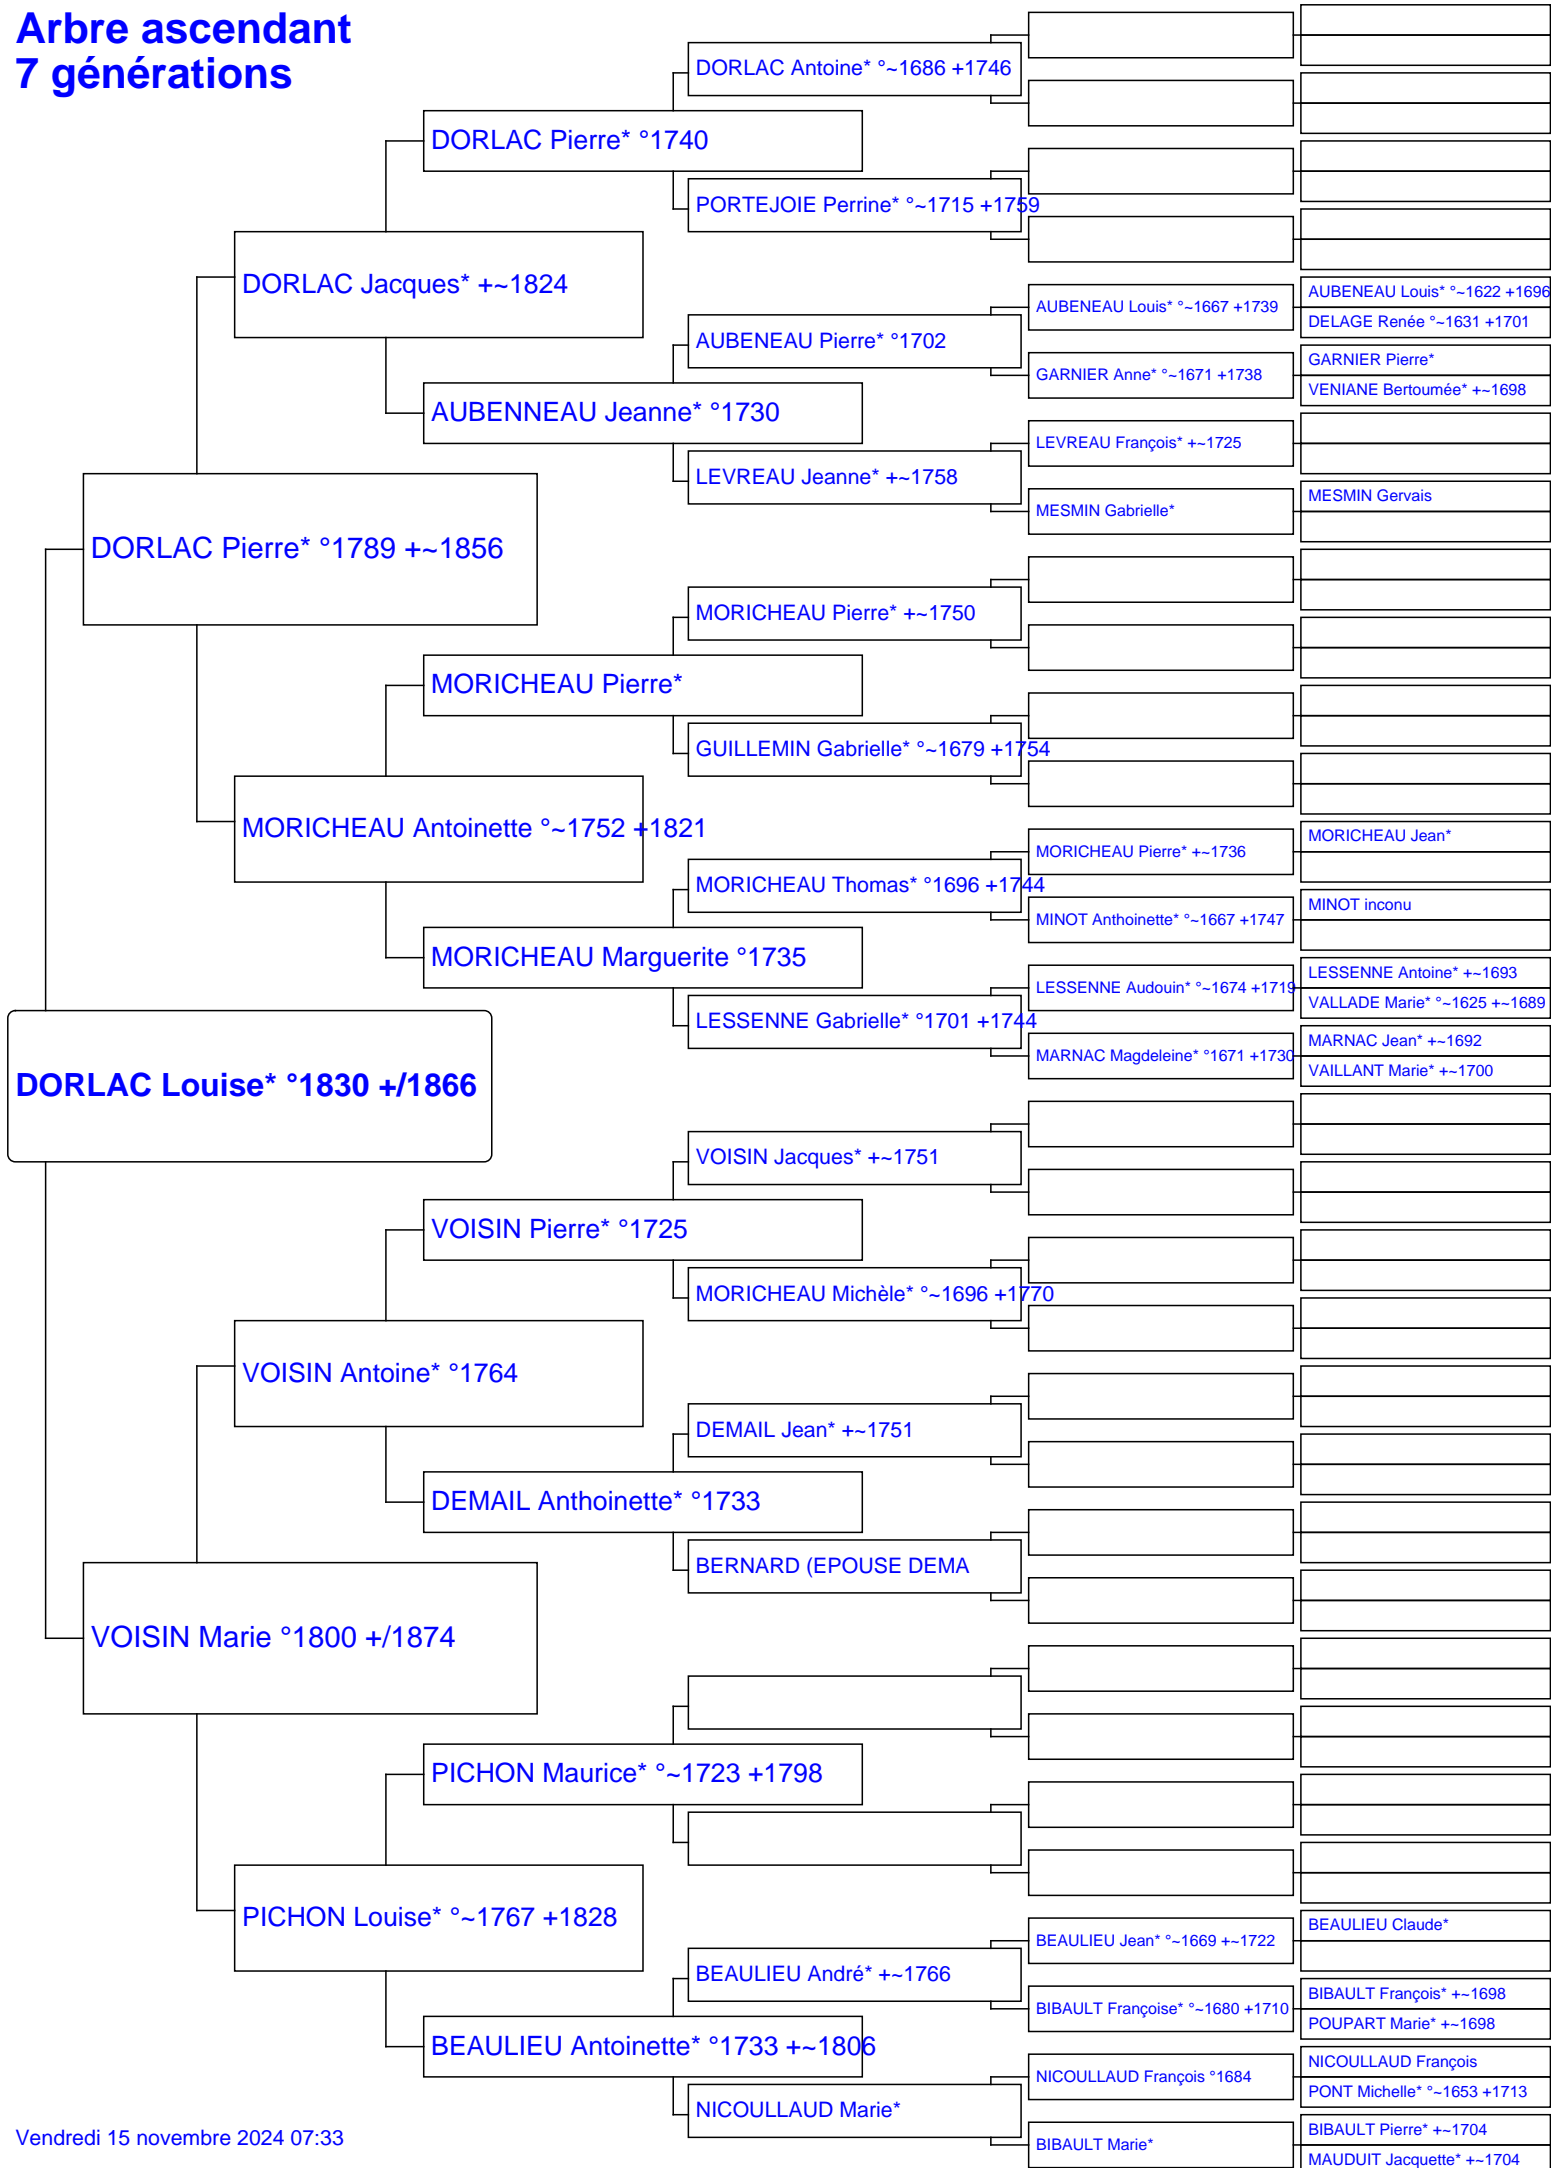 Arbre ascendant
7 générations
DORLAC Antoine* °~1686 +1746
DORLAC Pierre* °1740
PORTEJOIE Perrine* °~1715 +1759
DORLAC Jacques* +~1824
AUBENEAU Louis* °~1622 +1696
AUBENEAU Louis* °~1667 +1739
DELAGE Renée °~1631 +1701
AUBENEAU Pierre* °1702
GARNIER Pierre*
GARNIER Anne* °~1671 +1738
VENIANE Bertoumée* +~1698
AUBENNEAU Jeanne* °1730
LEVREAU François* +~1725
LEVREAU Jeanne* +~1758
MESMIN Gervais
MESMIN Gabrielle*
DORLAC Pierre* °1789 +~1856
MORICHEAU Pierre* +~1750
MORICHEAU Pierre*
GUILLEMIN Gabrielle* °~1679 +1754
MORICHEAU Antoinette °~1752 +1821
MORICHEAU Jean*
MORICHEAU Pierre* +~1736
MORICHEAU Thomas* °1696 +1744
MINOT inconu
MINOT Anthoinette* °~1667 +1747
MORICHEAU Marguerite °1735
LESSENNE Antoine* +~1693
LESSENNE Audouin* °~1674 +1719
VALLADE Marie* °~1625 +~1689
LESSENNE Gabrielle* °1701 +1744
MARNAC Jean* +~1692
MARNAC Magdeleine* °1671 +1730
VAILLANT Marie* +~1700
DORLAC Louise* °1830 +/1866
VOISIN Jacques* +~1751
VOISIN Pierre* °1725
MORICHEAU Michèle* °~1696 +1770
VOISIN Antoine* °1764
DEMAIL Jean* +~1751
DEMAIL Anthoinette* °1733
BERNARD (EPOUSE DEMA
VOISIN Marie °1800 +/1874
PICHON Maurice* °~1723 +1798
PICHON Louise* °~1767 +1828
BEAULIEU Claude*
BEAULIEU Jean* °~1669 +~1722
BEAULIEU André* +~1766
BIBAULT François* +~1698
BIBAULT Françoise* °~1680 +1710
POUPART Marie* +~1698
BEAULIEU Antoinette* °1733 +~1806
NICOULLAUD François
NICOULLAUD François °1684
PONT Michelle* °~1653 +1713
NICOULLAUD Marie*
BIBAULT Pierre* +~1704
BIBAULT Marie*
MAUDUIT Jacquette* +~1704
Vendredi 15 novembre 2024 07:33